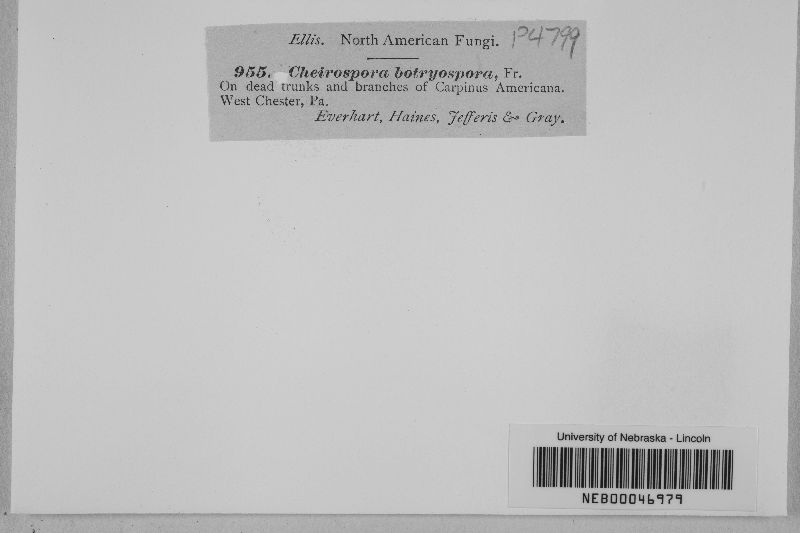 Ellis. North American Fungi. P4799
955. Cheirospora botryospora, Fr.
On dead trunks and branches of Carpinus Americana.
West Chester, Pa.
Everhart, Haines, Jefferis & Gray.
University of Nebraska - Lincoln
NEB00046979